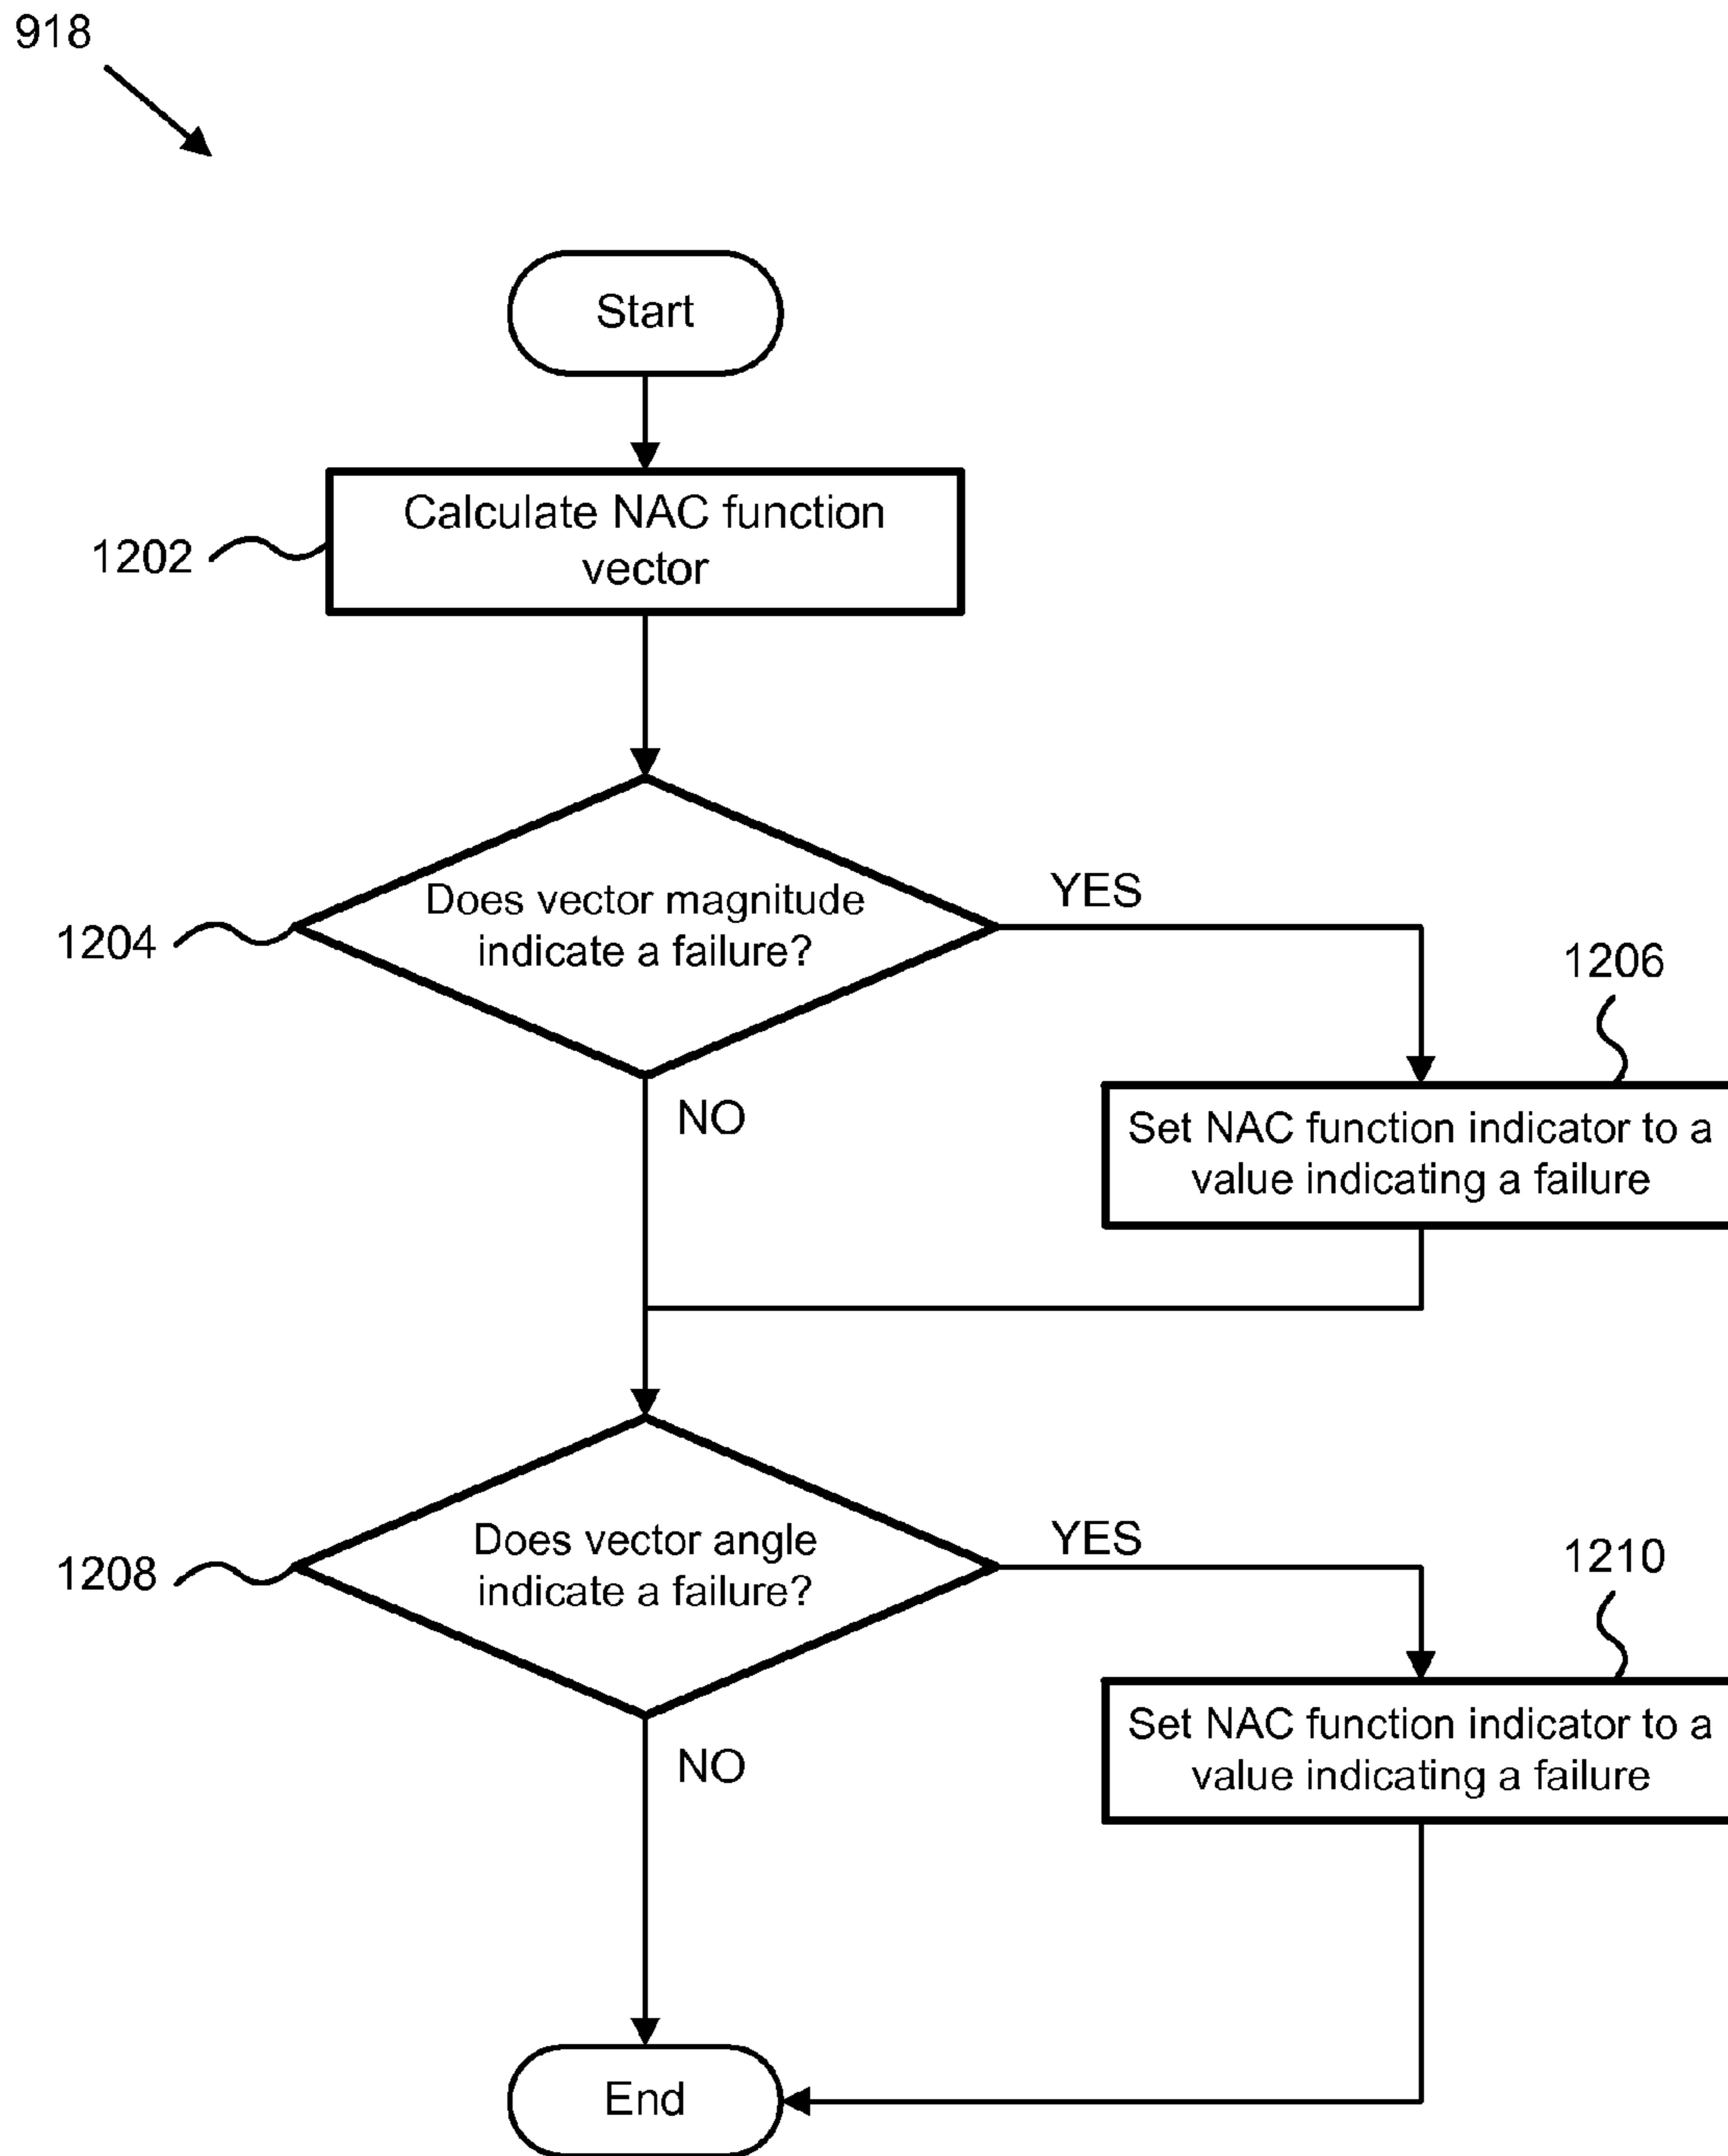 918
Start
Calculate NAC function
vector
1202
Does vector magnitude
indicate a failure?
1204
YES
1206
NO
Set NAC function indicator to a
value indicating a failure
Does vector angle
indicate a failure?
1208
YES
1210
NO
Set NAC function indicator to a
value indicating a failure
End